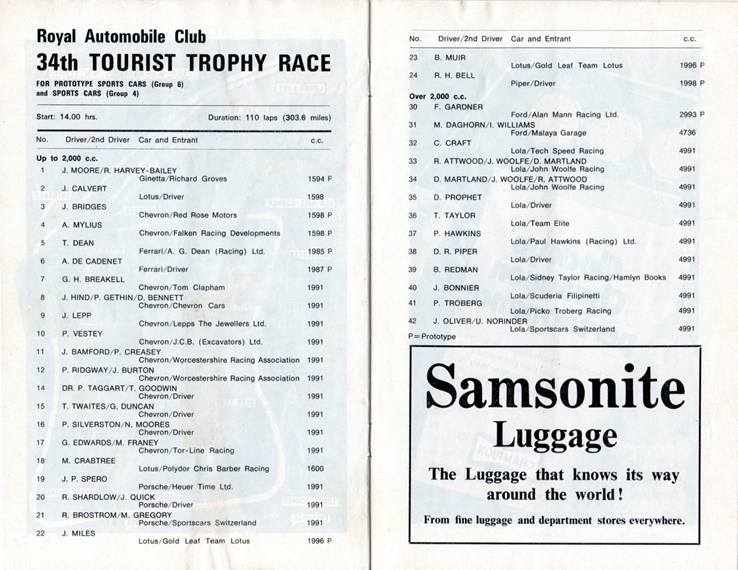 Royal Automobile Club
34th TOURIST TROPHY RACE
FOR PROTOTYPE SPORTS CARS (Group 6)
and SPORTS CARS (Group 4)
Start: 14.00 hrs. Duration: 110 laps (303.6 miles)
No. Driver/2nd Driver Car and Entrant c.c.
Up to 2,000 c.c.
1 J. MOORE/R. HARVEY-BAILEY
Ginetta/Richard Groves 1594 P
2 J. CALVERT
Lotus/Driver 1598
3 J. BRIDGES
Chevron/Red Rose Motors 1598 P
4 A. MYLIUS
Chevron/Falken Racing Developments 1598 P
5 T. DEAN
Ferrari/A. G. Dean (Racing) Ltd. 1985 P
6 A. DE CADENET
Ferrari/Driver 1987 P
7 G. H. BREAKELL
Chevron/Tom Clapham 1991
8 J. HIND/P. GETHIN/D. BENNETT
Chevron/Chevron Cars 1991
9 J. LEPP
Chevron/Lepps The Jewellers Ltd. 1991
10 P. VESTEY
Chevron/J.C.B. (Excavators) Ltd. 1991
11 J. BAMFORD/P. CREASEY
Chevron/Worcestershire Racing Association 1991
12 P. RIDGWAY/J. BURTON
Chevron/Worcestershire Racing Association 1991
14 DR. P. TAGGART/T. GOODWIN
Chevron/Driver 1991
15 T. TWAITES/G. DUNCAN
Chevron/Driver 1991
16 P. SILVERSTON/N. MOORES
Chevron/Driver 1991
17 G. EDWARDS/M. FRANEY
Chevron/Tor-Line Racing 1991
18 M. CRABTREE
Lotus/Polydor Chris Barber Racing 1600
19 J. P. SPERO
Porsche/Heuer Time Ltd. 1991
20 R. SHARDLOW/J. QUICK
Porsche/Driver 1991
21 R. BROSTROM/M. GREGORY
Porsche/Sportscars Switzerland 1991
22 J. MILES
Lotus/Gold Leaf Team Lotus 1996 P
No. Driver/2nd Driver Car and Entrant c.c.
23 B. MUIR
Lotus/Gold Leaf Team Lotus 1996 P
24 R. H. BELL
Piper/Driver 1998 P
Over 2,000 c.c.
30 F. GARDNER
Ford/Alan Mann Racing Ltd. 2993 P
31 M. DAGHORN/I. WILLIAMS
Ford/Malaya Garage 4736
32 C. CRAFT
Lola/Tech Speed Racing 4991
33 R. ATTWOOD/J. WOOLFE/D. MARTLAND
Lola/John Woolfe Racing 4991
34 D. MARTLAND/J. WOOLFE/R. ATTWOOD
Lola/John Woolfe Racing 4991
35 D. PROPHET
Lola/Driver 4991
36 T. TAYLOR
Lola/Team Elite 4991
37 P. HAWKINS
Lola/Paul Hawkins (Racing) Ltd. 4991
38 D. R. PIPER
Lola/Driver 4991
39 B. REDMAN
Lola/Sidney Taylor Racing/Hamlyn Books 4991
40 J. BONNIER
Lola/Scuderia Filipinetti 4991
41 P. TROBERG
Lola/Picko Troberg Racing 4991
42 J. OLIVER/U. NORINDER
Lola/Sportscars Switzerland 4991
P=Prototype
Samsonite
Luggage
The Luggage that knows its way
around the world!
From fine luggage and department stores everywhere.